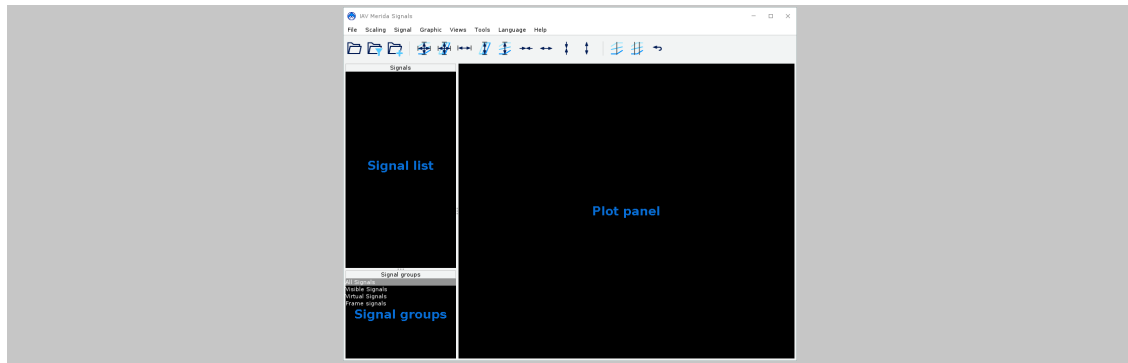 IAV Merida Signals
File Scaling Signal Graphic Views Tools Language Help
Signals
Signal list
Plot panel
Signal groups
All Signals
Visible Signals
Virtual Signals
Frame signals
Signal groups